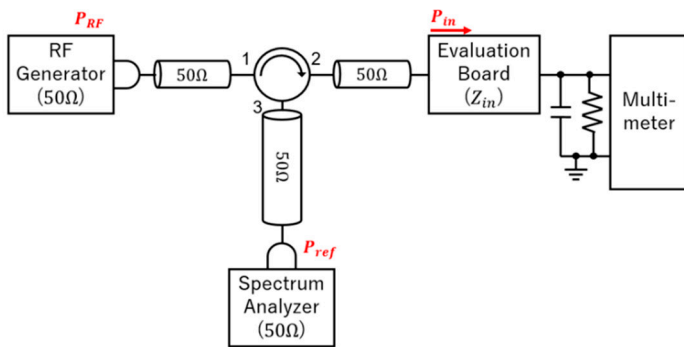 P_RF
RF
Generator
(50Ω)
50Ω
1
2
3
50Ω
P_in
Evaluation
Board
(Z_in)
Multi-
meter
50Ω
P_ref
Spectrum
Analyzer
(50Ω)